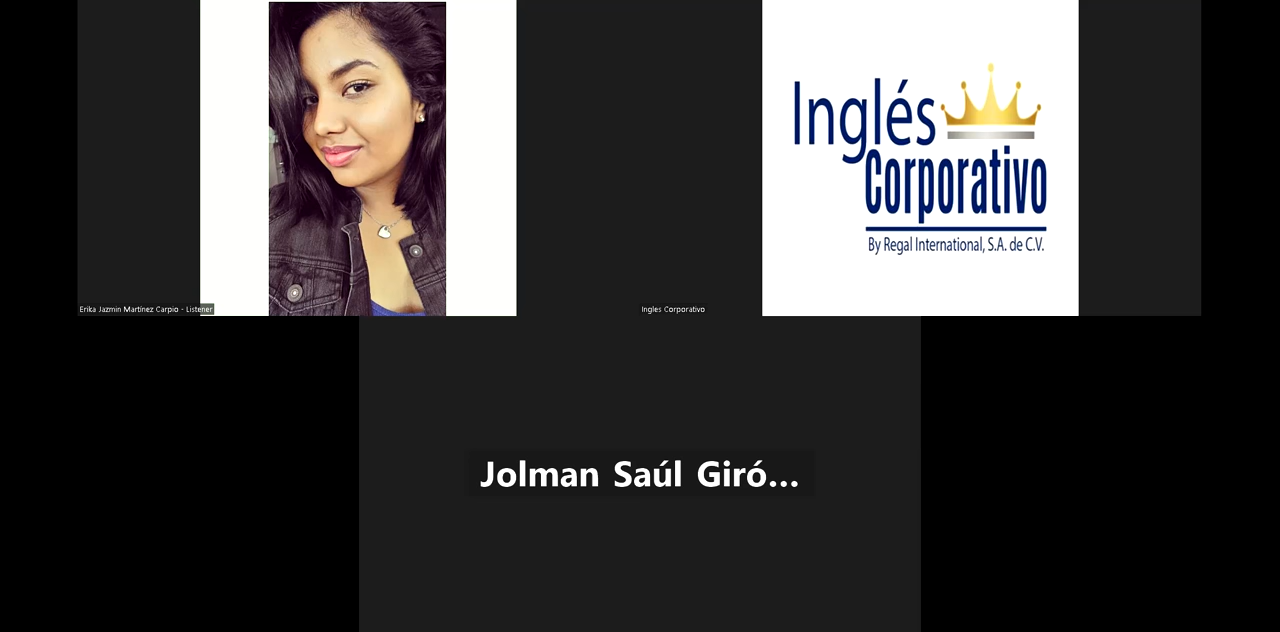 Erika Jazmin Martínez Carpio - Listener
Ingles Corporativo
Inglés
Corporativo
By Regal International, S.A. de C.V.
Jolman Saúl Giró...